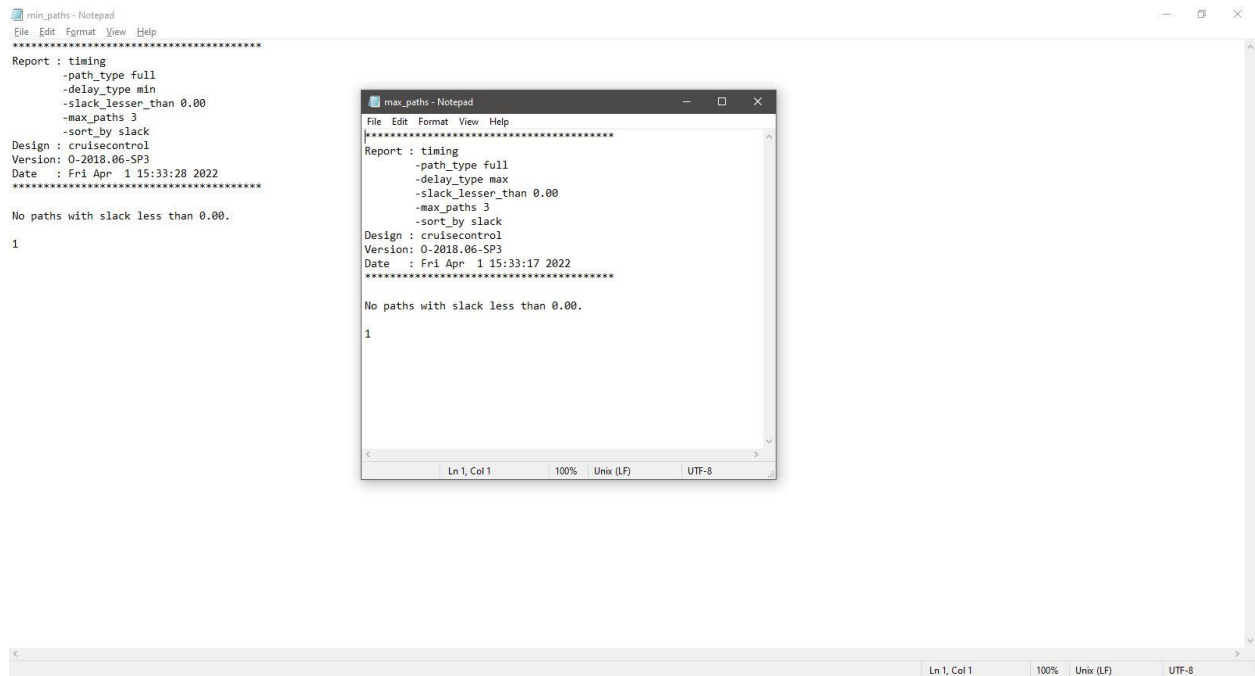 min_paths - Notepad
File Edit Format View Help
****************************************
Report : timing
        -path_type full
        -delay_type min
        -slack_lesser_than 0.00
        -max_paths 3
        -sort_by slack
Design : cruisecontrol
Version: O-2018.06-SP3
Date   : Fri Apr  1 15:33:28 2022
****************************************
No paths with slack less than 0.00.
1
max_paths - Notepad
File Edit Format View Help
****************************************
Report : timing
        -path_type full
        -delay_type max
        -slack_lesser_than 0.00
        -max_paths 3
        -sort_by slack
Design : cruisecontrol
Version: O-2018.06-SP3
Date   : Fri Apr  1 15:33:17 2022
****************************************
No paths with slack less than 0.00.
1
Ln 1, Col 1 100% Unix (LF) UTF-8
Ln 1, Col 1 100% Unix (LF) UTF-8